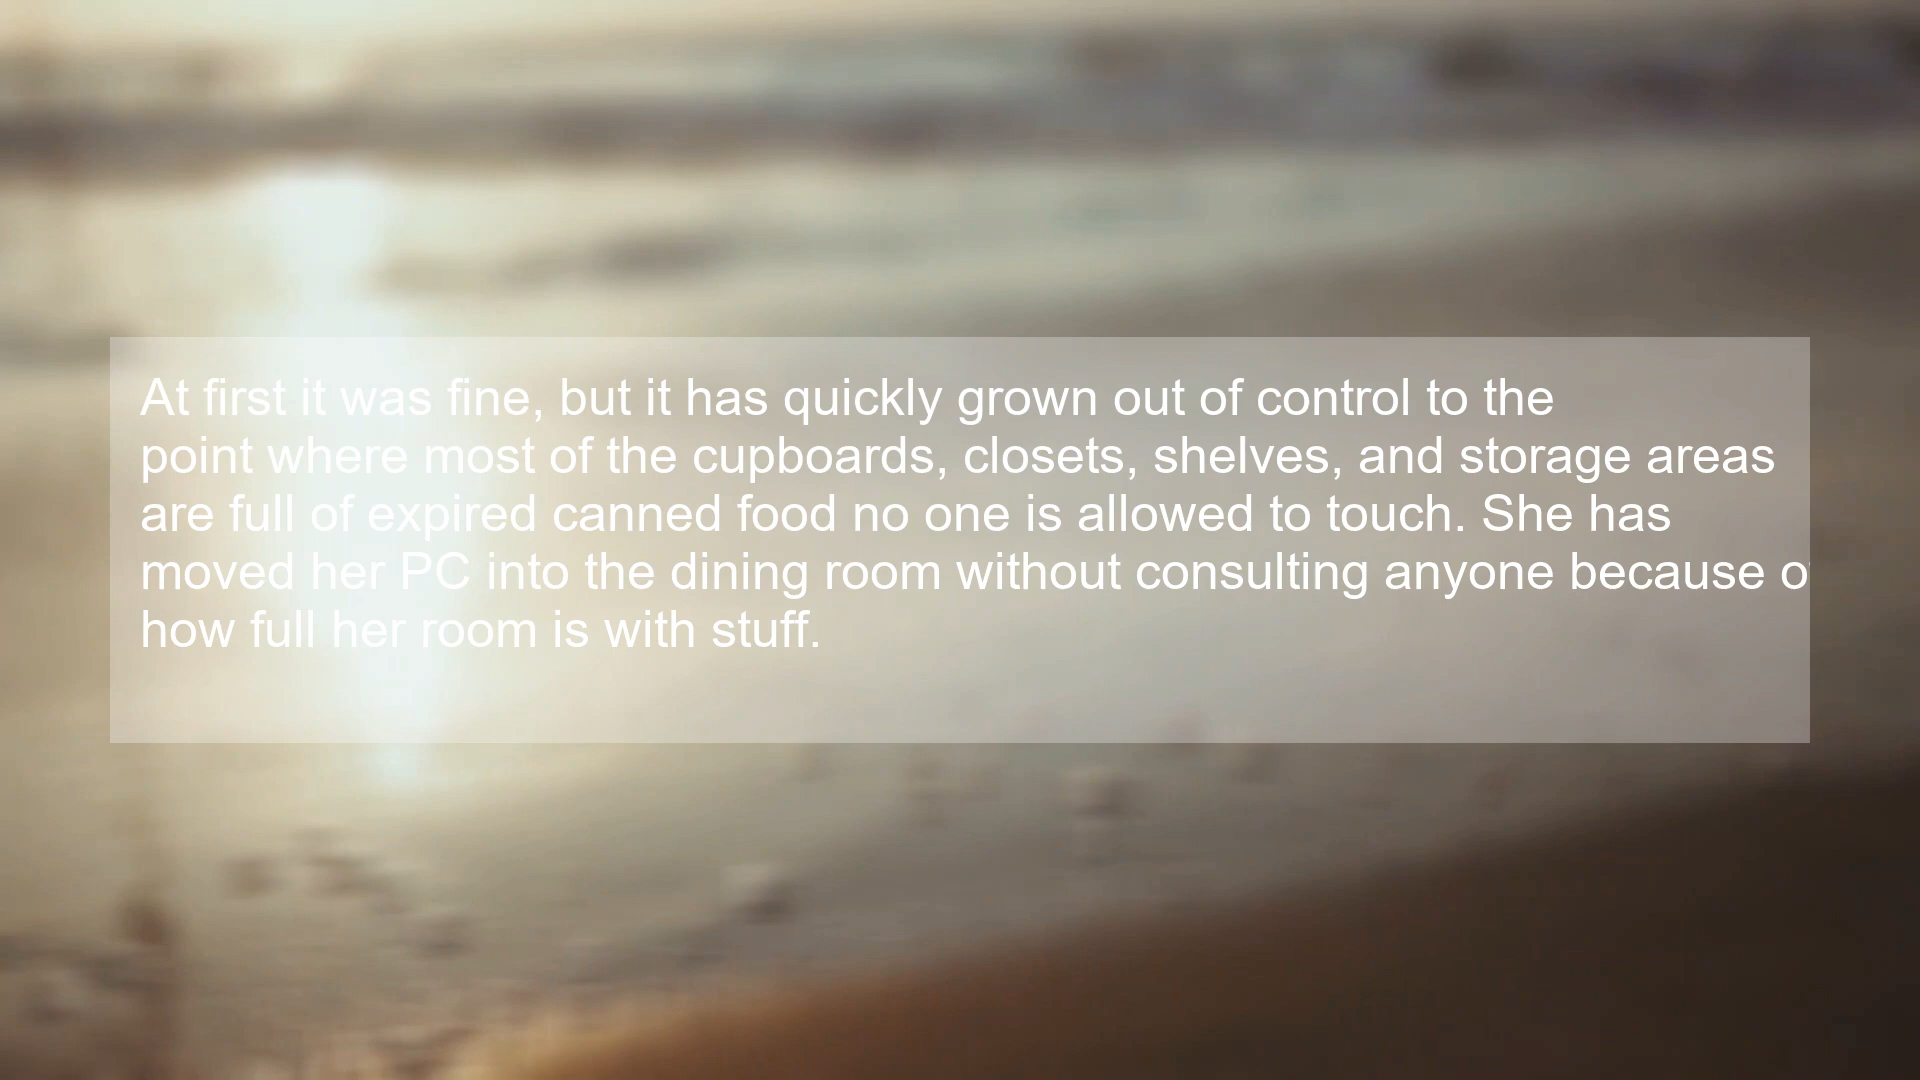 At first it was fine, but it has quickly grown out of control to the
point where most of the cupboards, closets, shelves, and storage areas
are full of expired canned food no one is allowed to touch. She has
moved her PC into the dining room without consulting anyone because o
how full her room is with stuff.